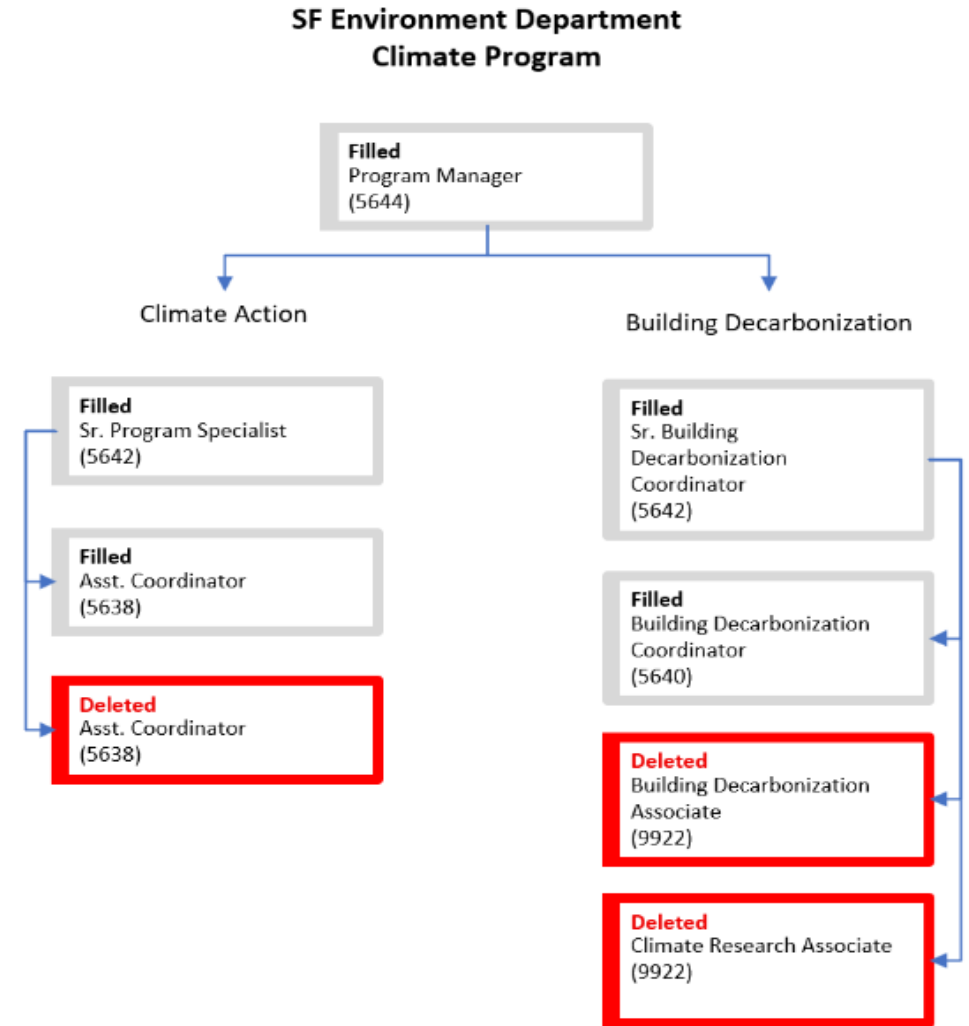 SF Environment Department
Climate Program
Filled
Program Manager
(5644)
Climate Action
Filled
Sr. Program Specialist
(5642)
Filled
Asst. Coordinator
(5638)
Deleted
Asst. Coordinator
(5638)
Building Decarbonization
Filled
Sr. Building
Decarbonization
Coordinator
(5642)
Filled
Building Decarbonization
Coordinator
(5640)
Deleted
Building Decarbonization
Associate
(9922)
Deleted
Climate Research Associate
(9922)